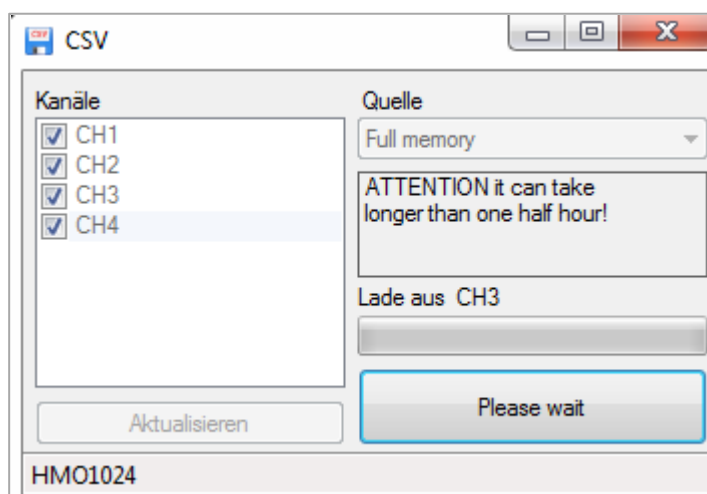 CSV
Kanäle
CH1
CH2
CH3
CH4
Aktualisieren
Quelle
Full memory
ATTENTION it can take
longer than one half hour!
Lade aus CH3
Please wait
HMO1024